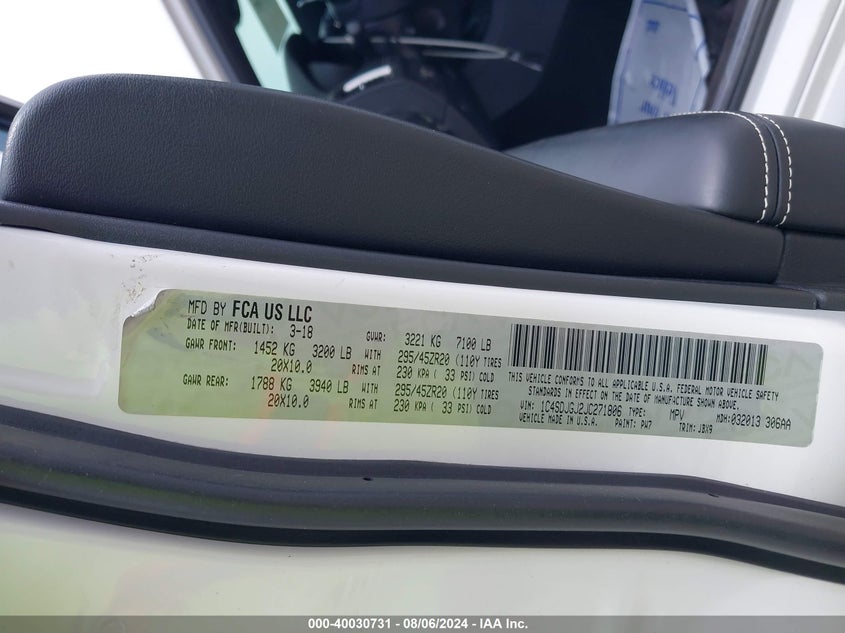 MFD BY FCA US LLC
DATE OF MFR(BUILT): 3-18 GVWR: 3221 KG 7100 LB
GAWR FRONT: 1452 KG 3200 LB WITH 295/45ZR20 (110Y TIRES
20X10.0 RIMS AT 230 KPA ( 33 PSI) COLD
GAWR REAR: 1788 KG 3940 LB WITH 295/45ZR20 (110Y TIRES
20X10.0 RIMS AT 230 KPA ( 33 PSI) COLD
THIS VEHICLE CONFORMS TO ALL APPLICABLE U.S.A. FEDERAL MOTOR VEHICLE SAFETY
STANDARDS IN EFFECT ON THE DATE OF MANUFACTURE SHOWN ABOVE.
VIN: 1C4SDJGJ2JC271806 TYPE: MPV MDH:032013 306AA
VEHICLE MADE IN U.S.A. PAINT: PW7 TRIM: JBX9
000-40030731 - 08/06/2024 - IAA Inc.